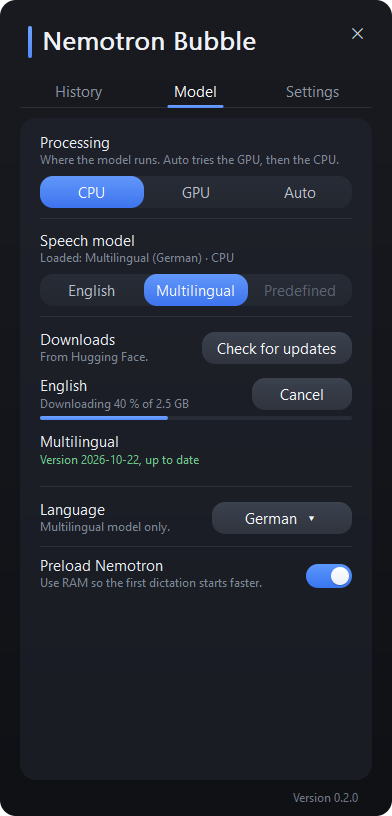 Nemotron Bubble
History Model Settings
Processing
Where the model runs. Auto tries the GPU, then the CPU.
CPU GPU Auto
Speech model
Loaded: Multilingual (German) · CPU
English Multilingual Predefined
Downloads
From Hugging Face.
Check for updates
English
Downloading 40 % of 2.5 GB
Cancel
Multilingual
Version 2026-10-22, up to date
Language
Multilingual model only.
German
Preload Nemotron
Use RAM so the first dictation starts faster.
Version 0.2.0